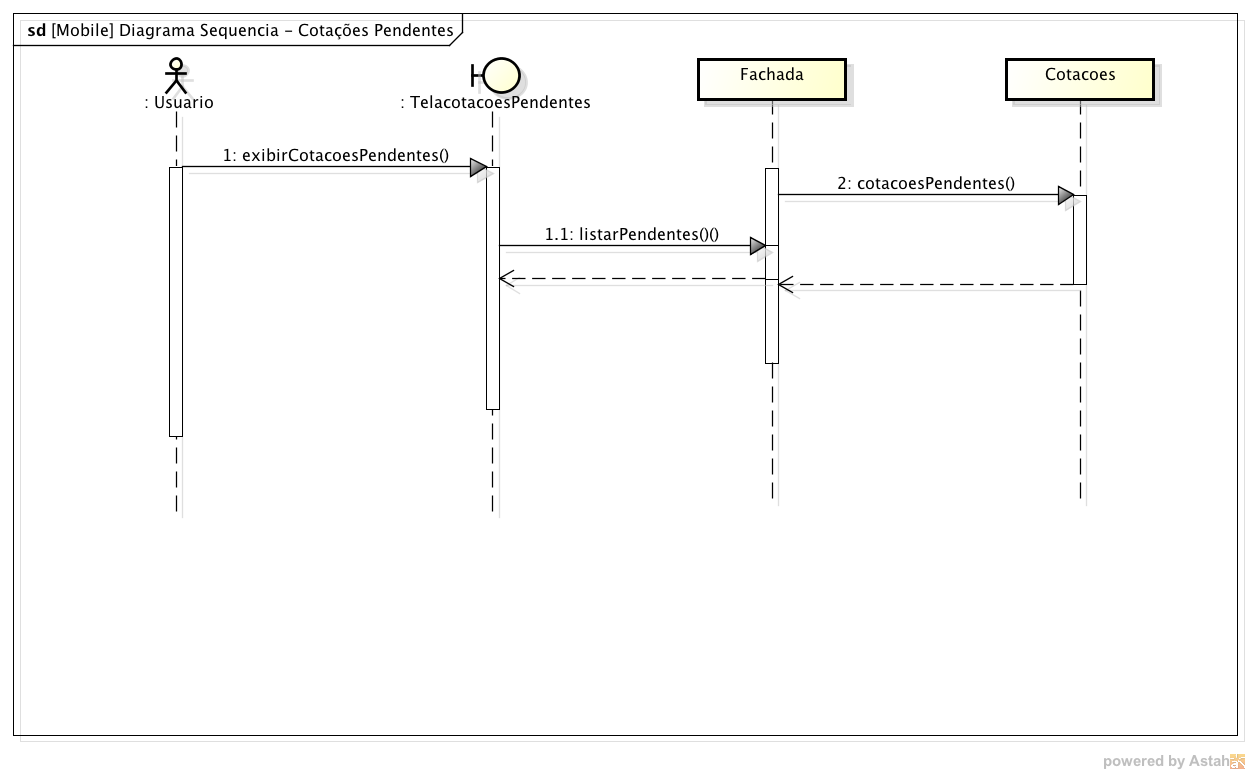 sd [Mobile] Diagrama Sequencia - Cotações Pendentes
: Usuario
: TelacotacoesPendentes
Fachada
Cotacoes
1: exibirCotacoesPendentes()
2: cotacoesPendentes()
1.1: listarPendentes()()
powered by Astah